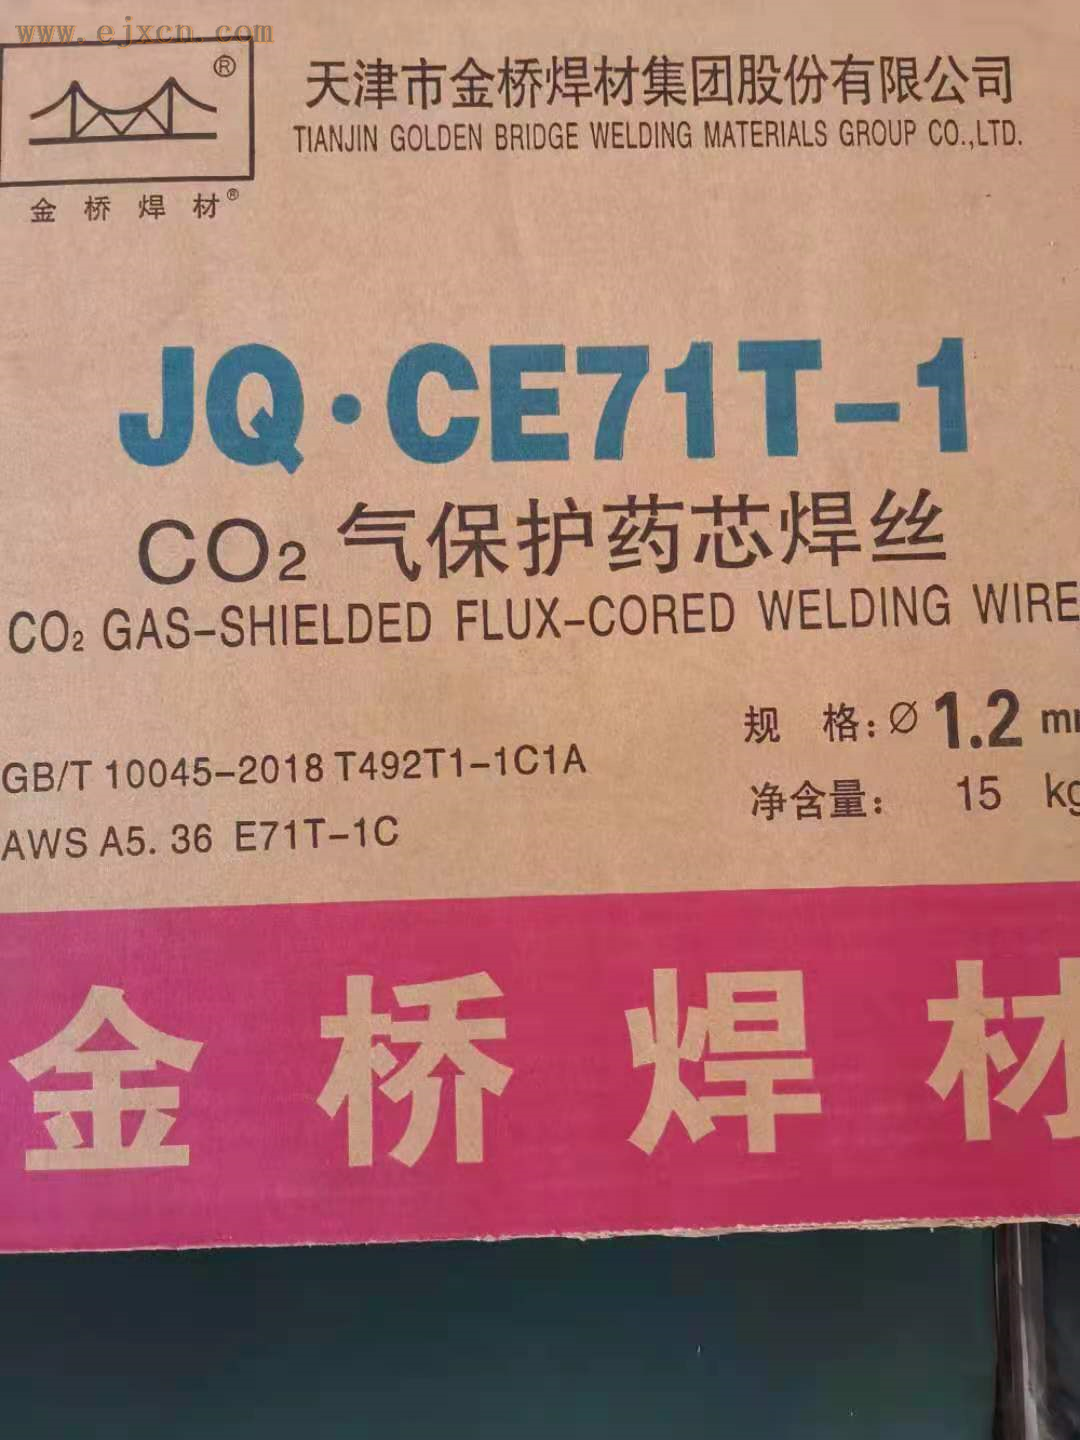 www.ejxcn.com
®
天津市金桥焊材集团股份有限公司
TIANJIN GOLDEN BRIDGE WELDING MATERIALS GROUP CO.,LTD.
金桥焊材®
JQ·CE71T-1
CO2 气保护药芯焊丝
CO2 GAS-SHIELDED FLUX-CORED WELDING WIRE
规 格: Ø 1.2 m
GB/T 10045-2018 T492T1-1C1A
净含量: 15 kg
AWS A5. 36 E71T-1C
金桥焊材